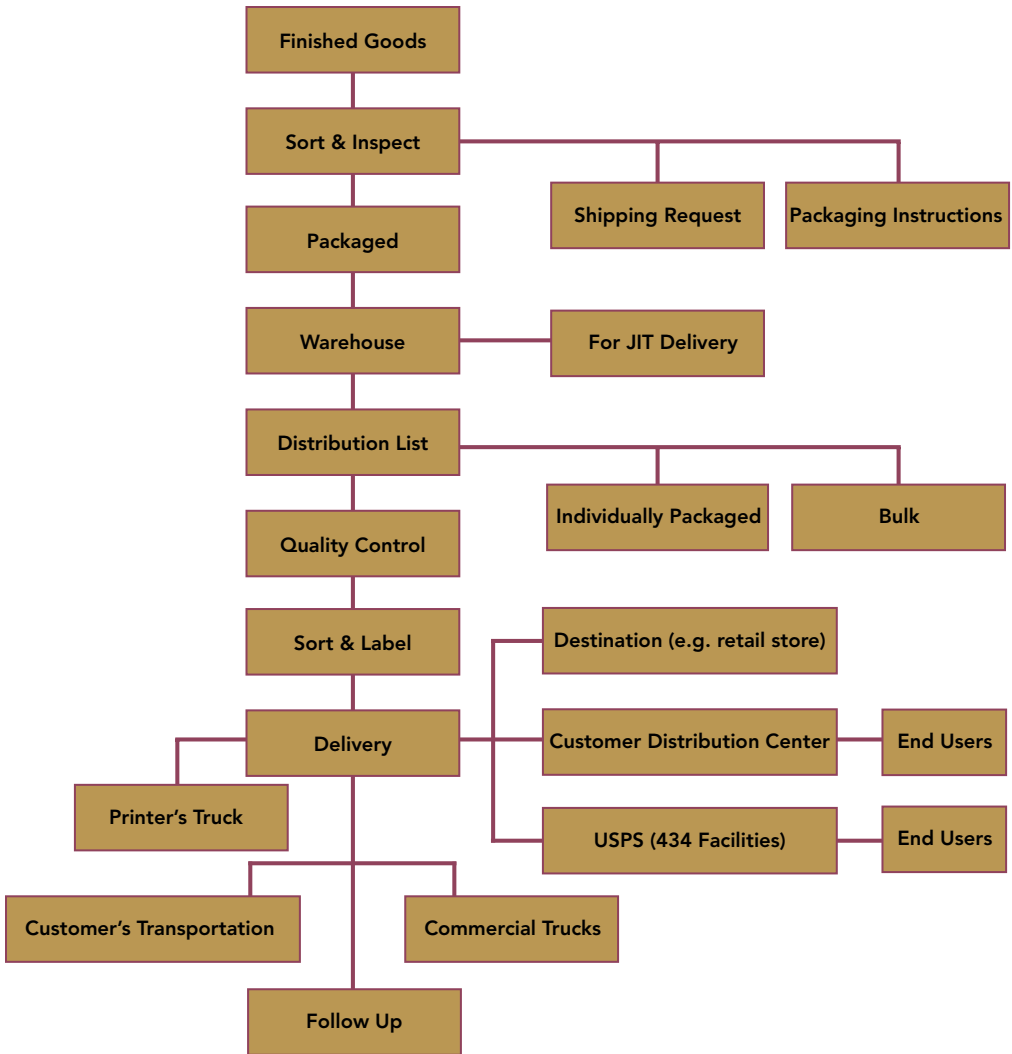 Finished Goods
Sort & Inspect
Shipping Request
Packaging Instructions
Packaged
Warehouse
For JIT Delivery
Distribution List
Individually Packaged
Bulk
Quality Control
Sort & Label
Destination (e.g. retail store)
Delivery
Customer Distribution Center
End Users
Printer’s Truck
USPS (434 Facilities)
End Users
Customer’s Transportation
Commercial Trucks
Follow Up